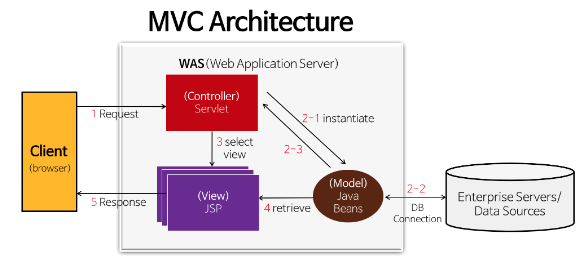 MVC Architecture
WAS(Web Application Server)
(Controller)
Servlet
1 Request
2-1 instantiate
2-3
3 select
view
Client
(browser)
(View)
JSP
(Model)
Java
Beans
4 retrieve
5 Response
2-2
DB
Connection
Enterprise Servers/
Data Sources